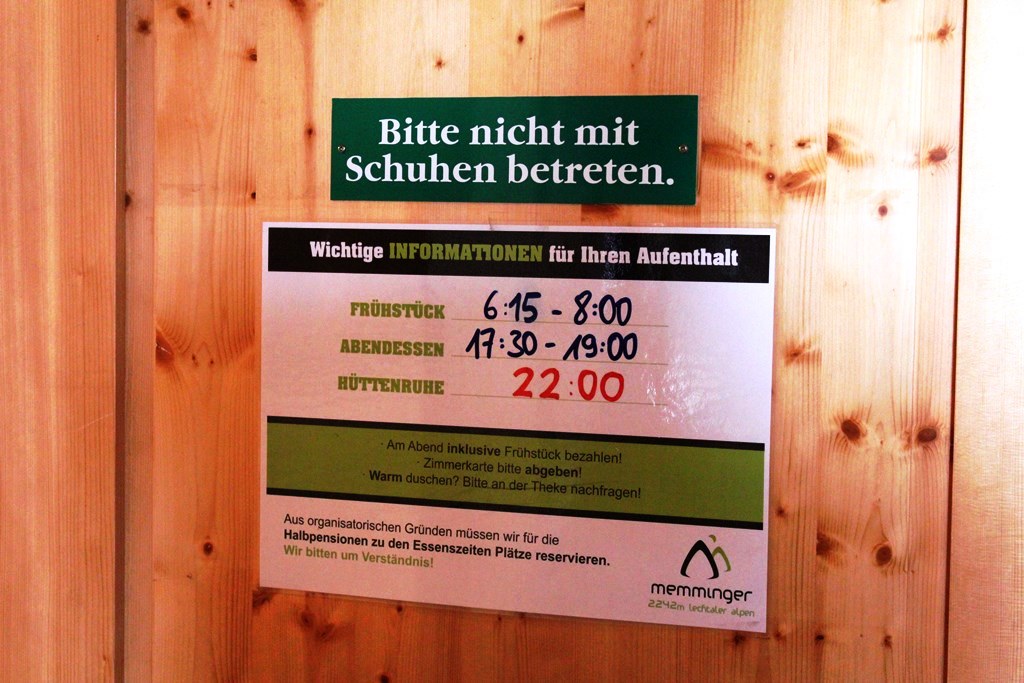 Bitte nicht mit
Schuhen betreten.
Wichtige INFORMATIONEN für Ihren Aufenthalt
FRÜHSTÜCK 6:15 - 8:00
ABENDESSEN 17:30 - 19:00
HÜTTENRUHE 22:00
· Am Abend inklusive Frühstück bezahlen!
· Zimmerkarte bitte abgeben!
· Warm duschen? Bitte an der Theke nachfragen!
Aus organisatorischen Gründen müssen wir für die
Halbpensionen zu den Essenszeiten Plätze reservieren.
Wir bitten um Verständnis!
memminger
2242m lechtaler alpen